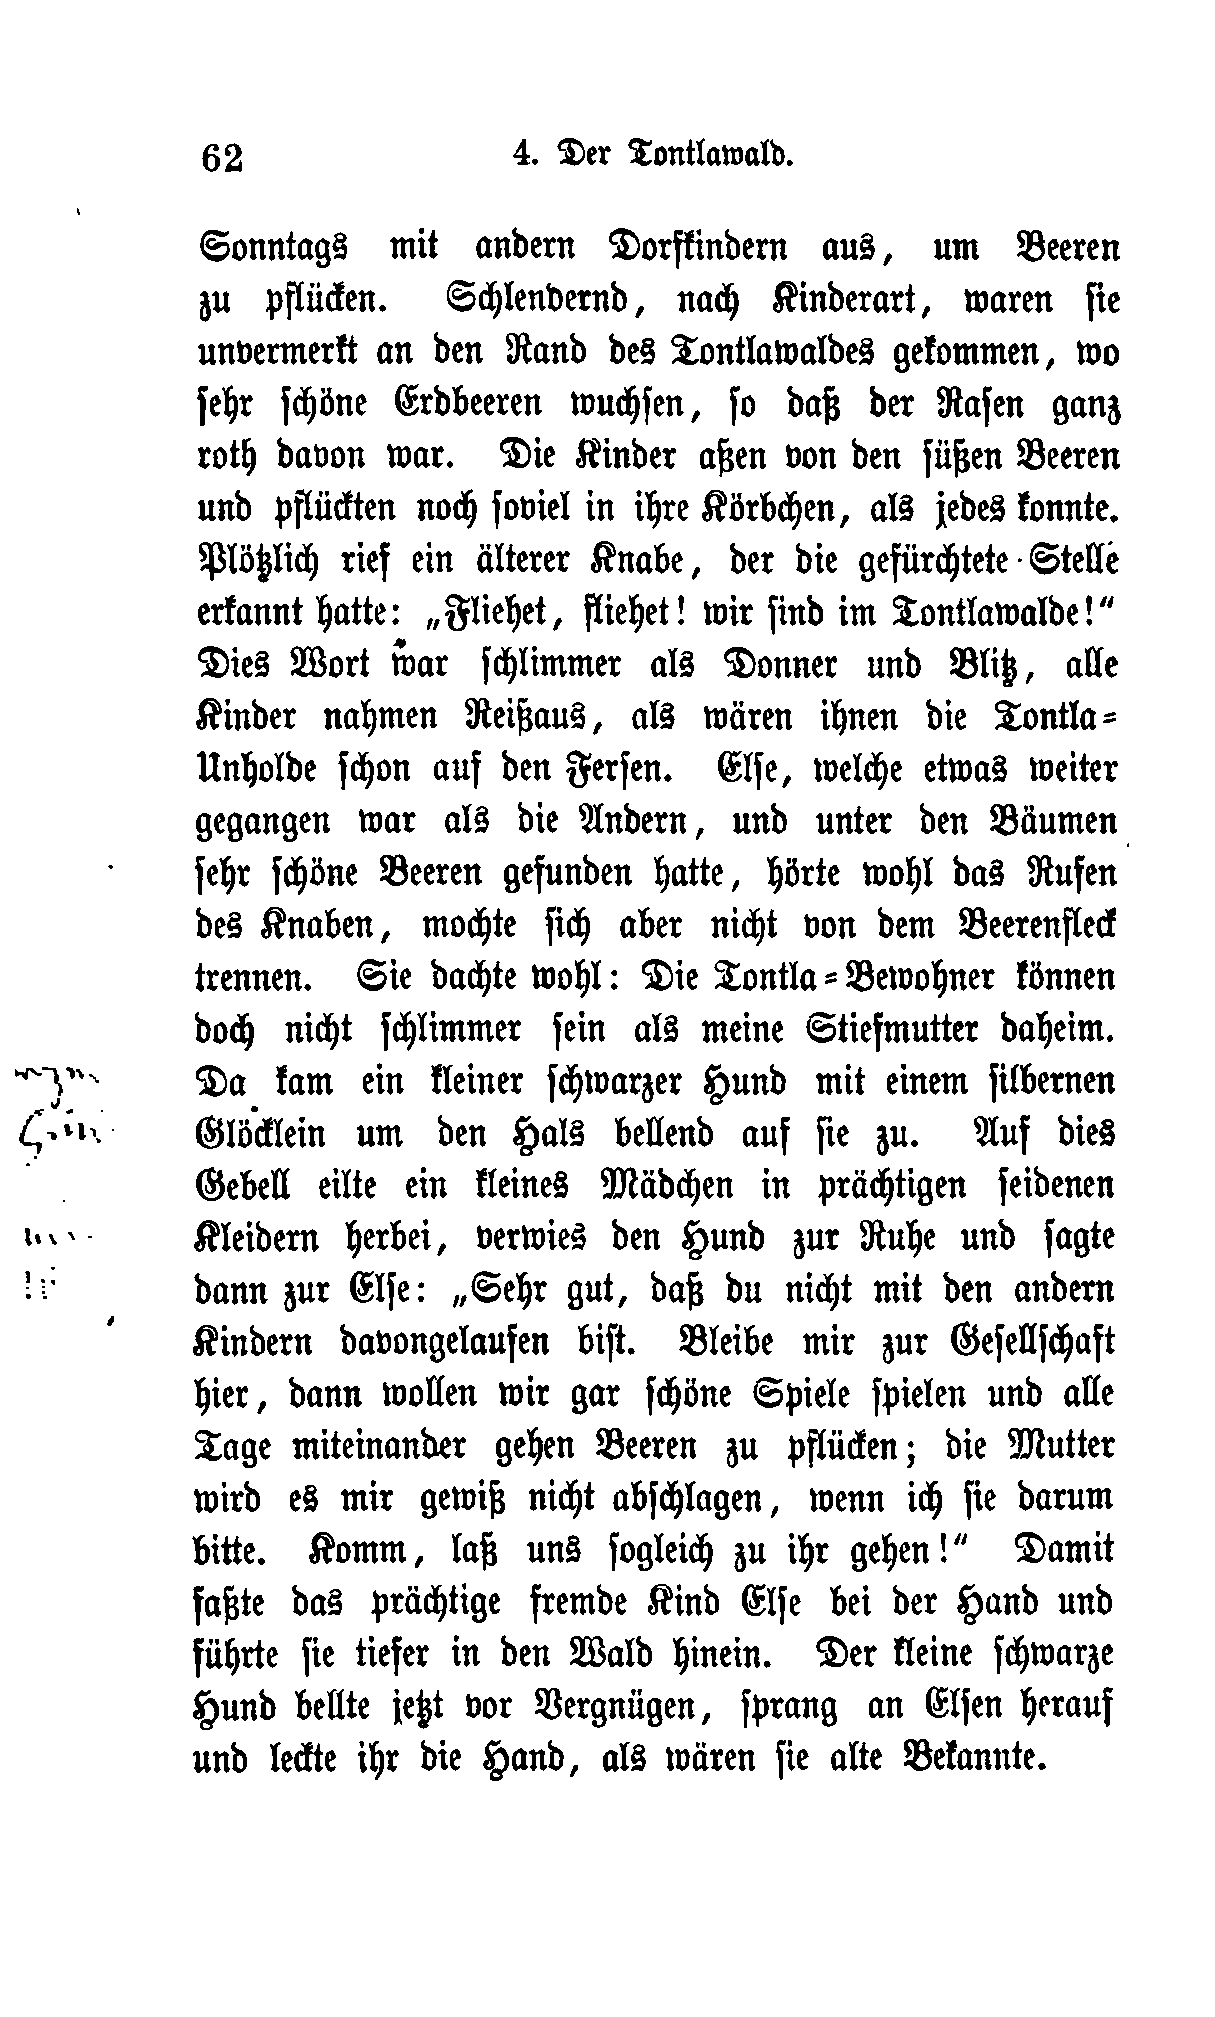 62 4. Der Tontlawald.
Sonntags mit andern Dorfkindern aus, um Beeren
zu pflücken. Schlendernd, nach Kinderart, waren sie
unvermerkt an den Rand des Tontlawaldes gekommen, wo
sehr schöne Erdbeeren wuchsen, so daß der Rasen ganz
roth davon war. Die Kinder aßen von den süßen Beeren
und pflückten noch soviel in ihre Körbchen, als jedes konnte.
Plötzlich rief ein älterer Knabe, der die gefürchtete Stelle
erkannt hatte: „Fliehet, fliehet! wir sind im Tontlawalde!“
Dies Wort war schlimmer als Donner und Blitz, alle
Kinder nahmen Reißaus, als wären ihnen die Tontla-
Unholde schon auf den Fersen. Else, welche etwas weiter
gegangen war als die Andern, und unter den Bäumen
sehr schöne Beeren gefunden hatte, hörte wohl das Rufen
des Knaben, mochte sich aber nicht von dem Beerenfleck
trennen. Sie dachte wohl: Die Tontla-Bewohner können
doch nicht schlimmer sein als meine Stiefmutter daheim.
Da kam ein kleiner schwarzer Hund mit einem silbernen
Glöcklein um den Hals bellend auf sie zu. Auf dies
Gebell eilte ein kleines Mädchen in prächtigen seidenen
Kleidern herbei, verwies den Hund zur Ruhe und sagte
dann zur Else: „Sehr gut, daß du nicht mit den andern
Kindern davongelaufen bist. Bleibe mir zur Gesellschaft
hier, dann wollen wir gar schöne Spiele spielen und alle
Tage miteinander gehen Beeren zu pflücken; die Mutter
wird es mir gewiß nicht abschlagen, wenn ich sie darum
bitte. Komm, laß uns sogleich zu ihr gehen!“ Damit
faßte das prächtige fremde Kind Else bei der Hand und
führte sie tiefer in den Wald hinein. Der kleine schwarze
Hund bellte jetzt vor Vergnügen, sprang an Elsen herauf
und leckte ihr die Hand, als wären sie alte Bekannte.